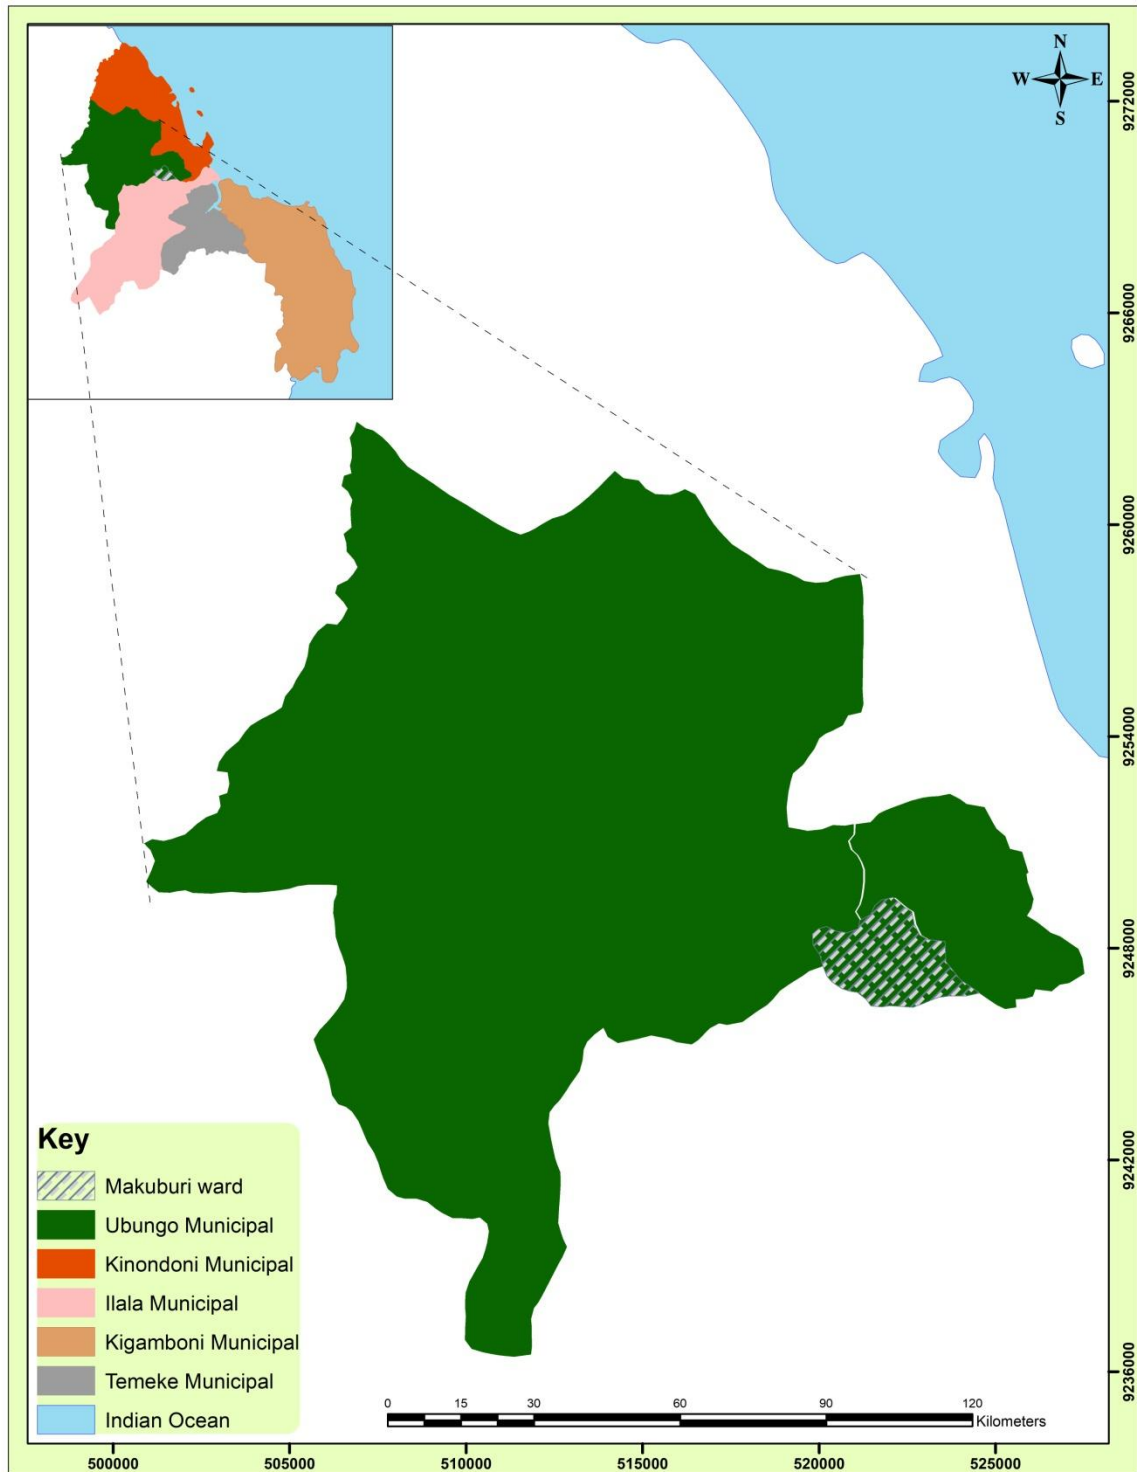 N
W E
S
9272000
9266000
9260000
9254000
9248000
9242000
9236000
Key
Makuburi ward
Ubungo Municipal
Kinondoni Municipal
Ilala Municipal
Kigamboni Municipal
Temeke Municipal
Indian Ocean
0 15 30 60 90 120
Kilometers
500000 505000 510000 515000 520000 525000